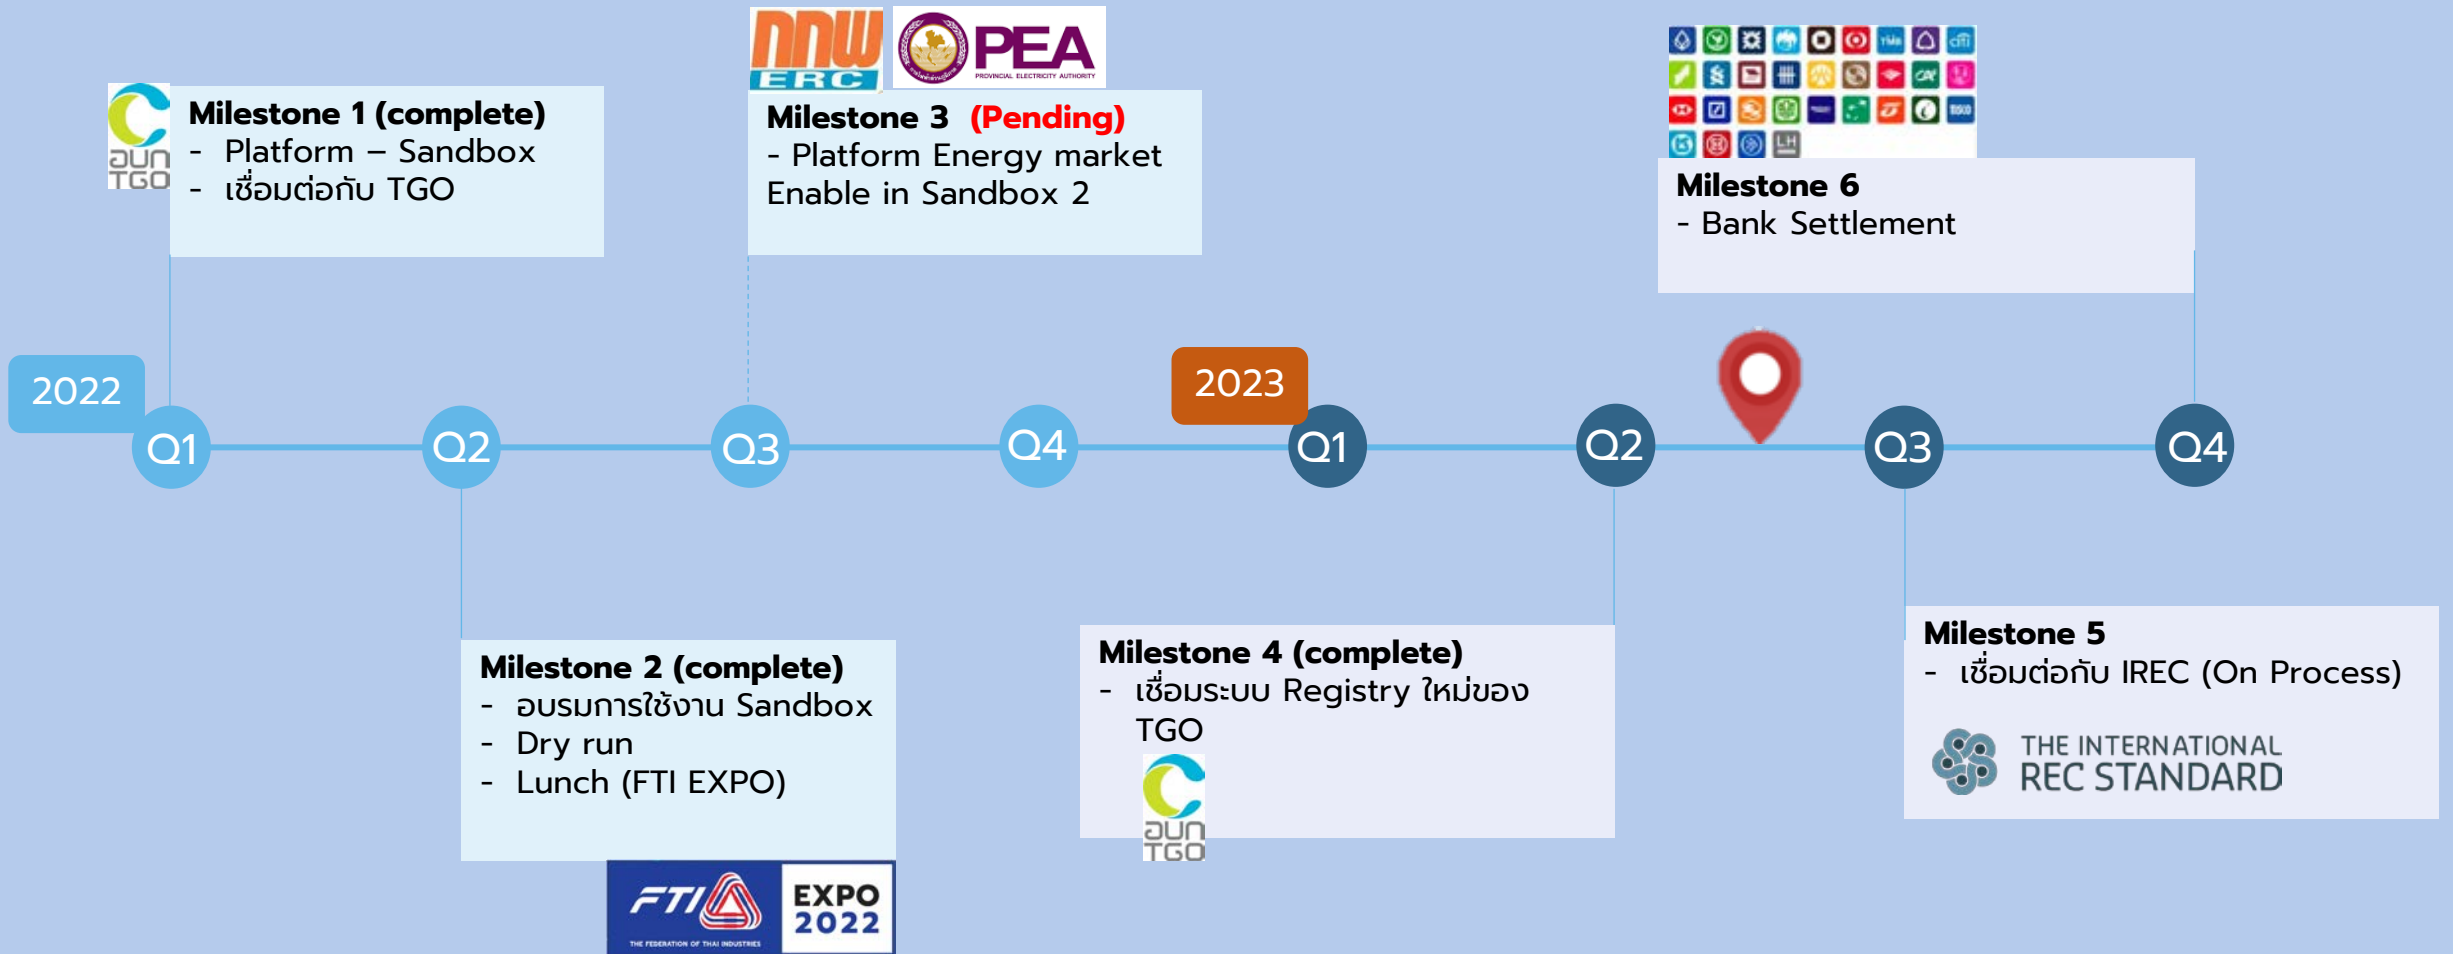 กกพ
ERC
PEA
PROVINCIAL ELECTRICITY AUTHORITY
TMB
citi
CA
TISCO
LH
อบก
TGO
Milestone 1 (complete)
- Platform – Sandbox
- เชื่อมต่อกับ TGO
Milestone 3 (Pending)
- Platform Energy market
Enable in Sandbox 2
Milestone 6
- Bank Settlement
2022
2023
Q1
Q2
Q3
Q4
Q1
Q2
Q3
Q4
Milestone 2 (complete)
- อบรมการใช้งาน Sandbox
- Dry run
- Lunch (FTI EXPO)
FTI
THE FEDERATION OF THAI INDUSTRIES
EXPO
2022
Milestone 4 (complete)
- เชื่อมระบบ Registry ใหม่ของ
TGO
อบก
TGO
Milestone 5
- เชื่อมต่อกับ IREC (On Process)
THE INTERNATIONAL
REC STANDARD